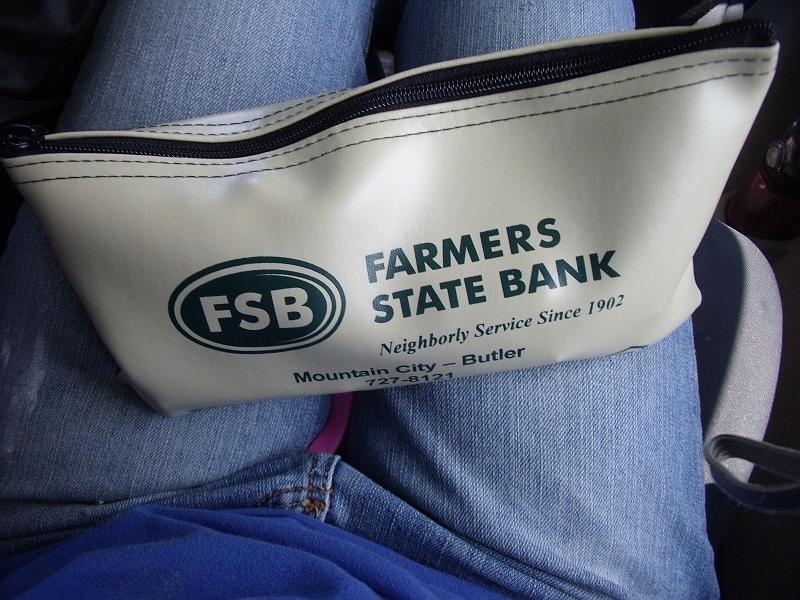 FSB
FARMERS
STATE BANK
Neighborly Service Since 1902
Mountain City – Butler
727-8121